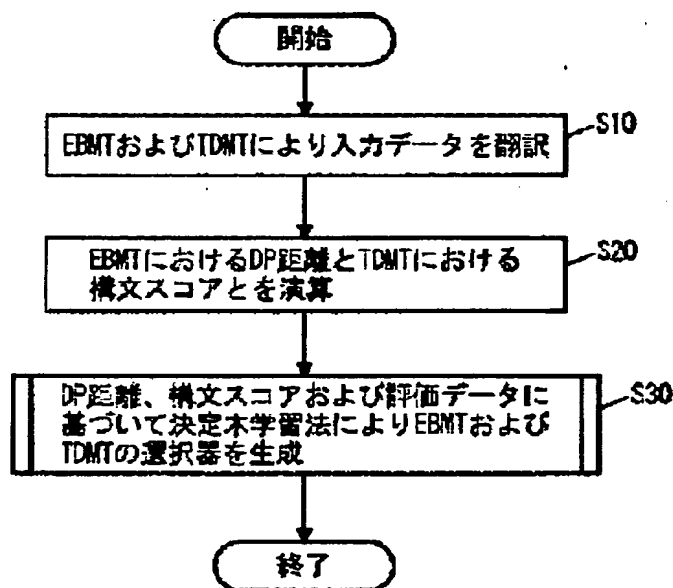 開始
EBMTおよびTDMTにより入力データを翻訳
S10
EBMTにおけるDP距離とTDMTにおける
構文スコアとを演算
S20
DP距離、構文スコアおよび評価データに
基づいて決定木学習法によりEBMTおよび
TDMTの選択器を生成
S30
終了